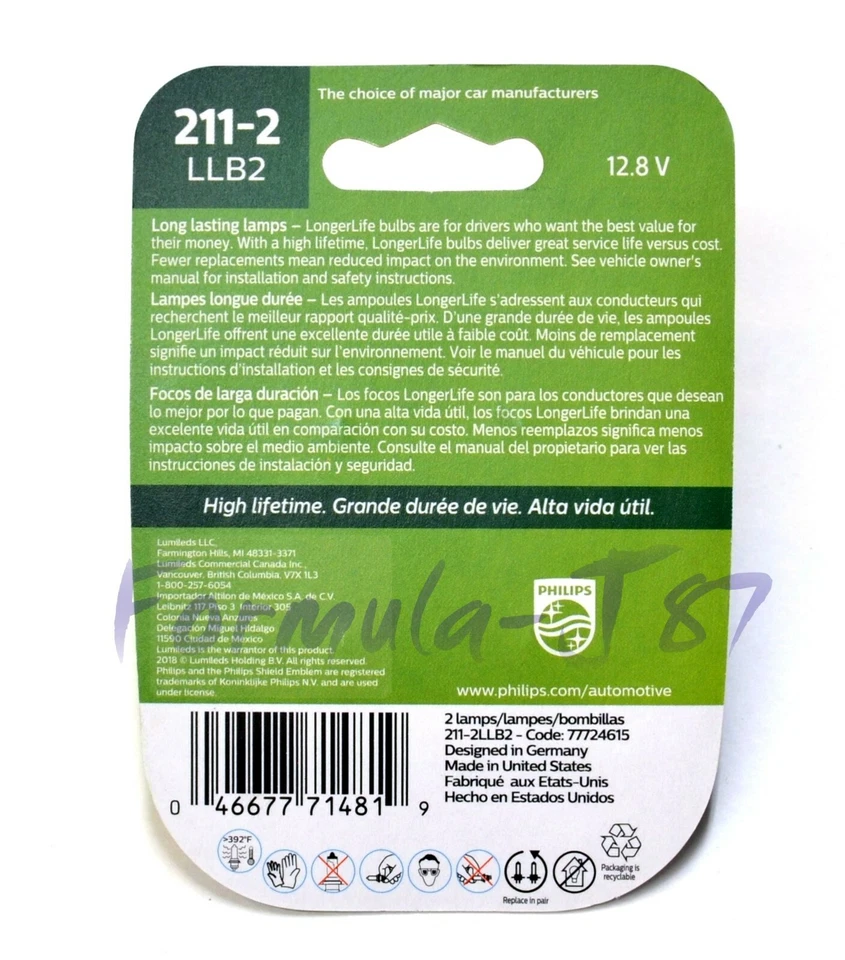 211-2
LLB2
The choice of major car manufacturers
12.8 V
Long lasting lamps – LongerLife bulbs are for drivers who want the best value for
their money. With a high lifetime, LongerLife bulbs deliver great service life versus cost.
Fewer replacements mean reduced impact on the environment. See vehicle owner's
manual for installation and safety instructions.
Lampes longue durée – Les ampoules LongerLife s'adressent aux conducteurs qui
recherchent le meilleur rapport qualité-prix. D'une grande durée de vie, les ampoules
LongerLife offrent une excellente durée utile à faible coût. Moins de remplacement
signifie un impact réduit sur l'environnement. Voir le manuel du véhicule pour les
instructions d'installation et les consignes de sécurité.
Focos de larga duración – Los focos LongerLife son para los conductores que desean
lo mejor por lo que pagan. Con una alta vida útil, los focos LongerLife brindan una
excelente vida útil en comparación con su costo. Menos reemplazos significa menos
impacto sobre el medio ambiente. Consulte el manual del propietario para ver las
instrucciones de instalación y seguridad.
High lifetime. Grande durée de vie. Alta vida útil.
Lumileds LLC.
Farmington Hills, MI 48331-3371
Lumileds Commercial Canada Inc.,
Vancouver, British Columbia, V7X 1L3
1-800-257-6054
Importador Altilon de México S.A. de C.V.
Leibnitz 117 Piso 3 Interior 305
Colonia Nueva Anzures
Delegación Miguel Hidalgo
11590 Ciudad de México
Lumileds is the warrantor of this product.
2018 © Lumileds Holding B.V. All rights reserved.
Philips and the Philips Shield Emblem are registered
trademarks of Koninklijke Philips N.V. and are used
under license.
PHILIPS
Formula-JT87
www.philips.com/automotive
2 lamps/lampes/bombillas
211-2LLB2 - Code: 77724615
Designed in Germany
Made in United States
Fabriqué aux Etats-Unis
Hecho en Estados Unidos
0 46677 71481 9
>392°F
Replace in pair
Packaging is
recyclable